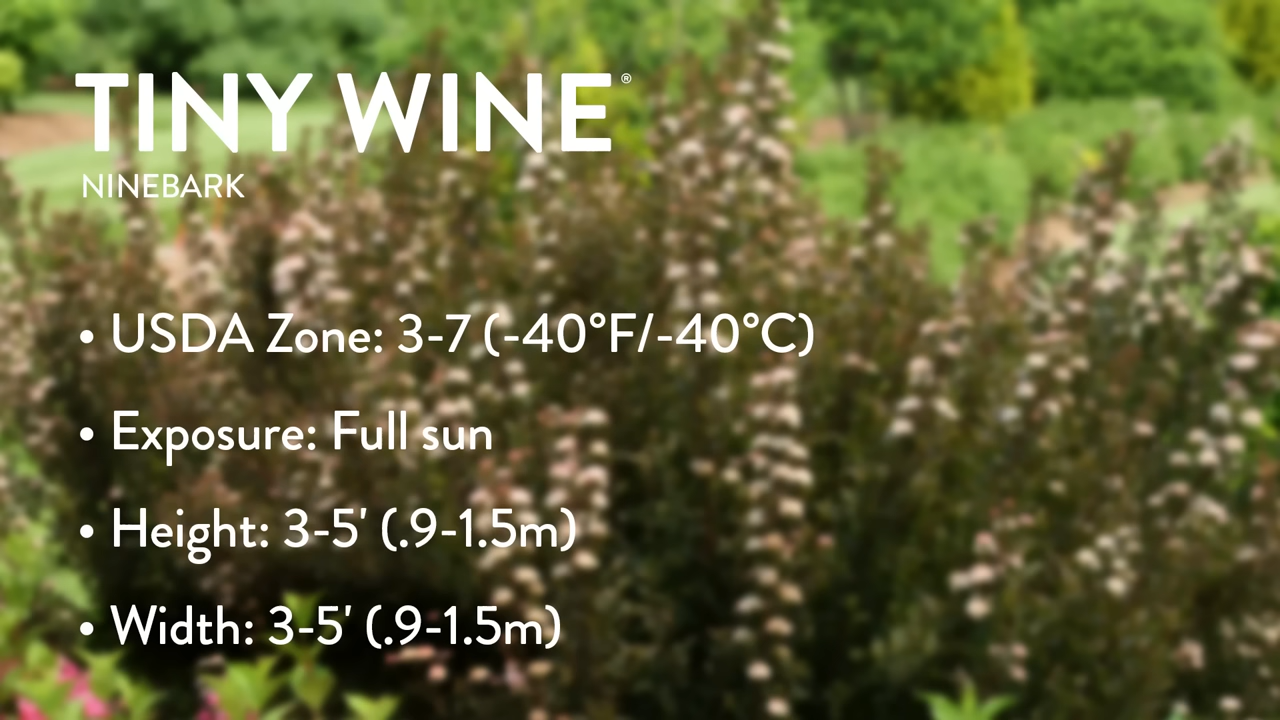 TINY WINE®
NINEBARK
• USDA Zone: 3-7 (-40°F/-40°C)
• Exposure: Full sun
• Height: 3-5' (.9-1.5m)
• Width: 3-5' (.9-1.5m)